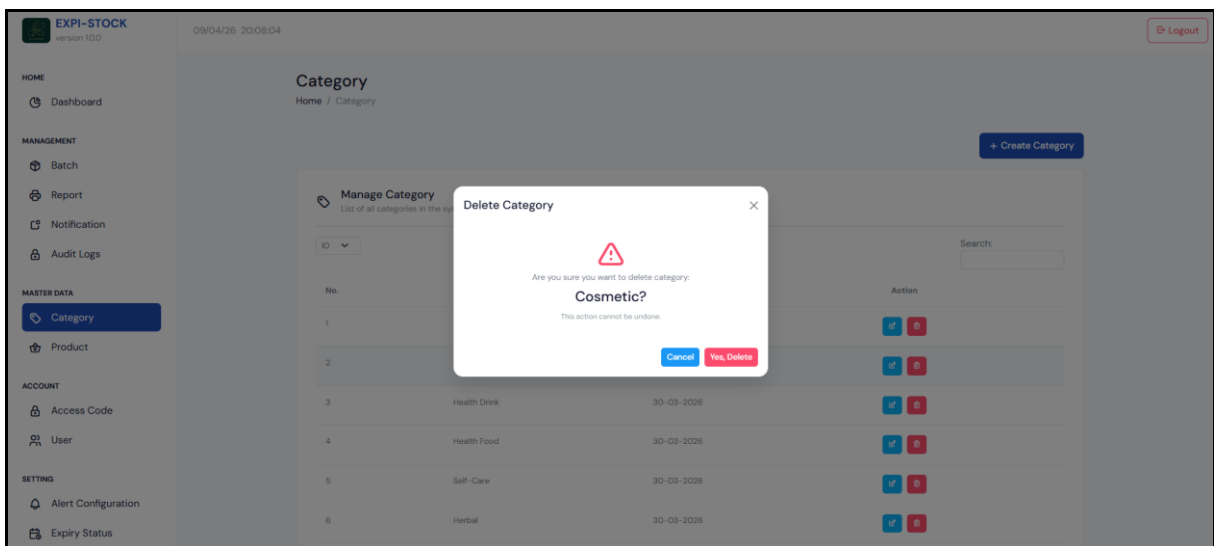 EXPI-STOCK
version 1.0.0
09/04/26 20:08:04
Logout
HOME
Dashboard
MANAGEMENT
Batch
Report
Notification
Audit Logs
MASTER DATA
Category
Product
ACCOUNT
Access Code
User
SETTING
Alert Configuration
Expiry Status
Category
Home / Category
+ Create Category
Manage Category
List of all categories in the
10
Search:
No.
Action
1
2
3 Health Drink 30-03-2026
4 Health Food 30-03-2026
5 Self-Care 30-03-2026
6 Herbal 30-03-2026
Delete Category
Are you sure you want to delete category:
Cosmetic?
This action cannot be undone.
Cancel
Yes, Delete